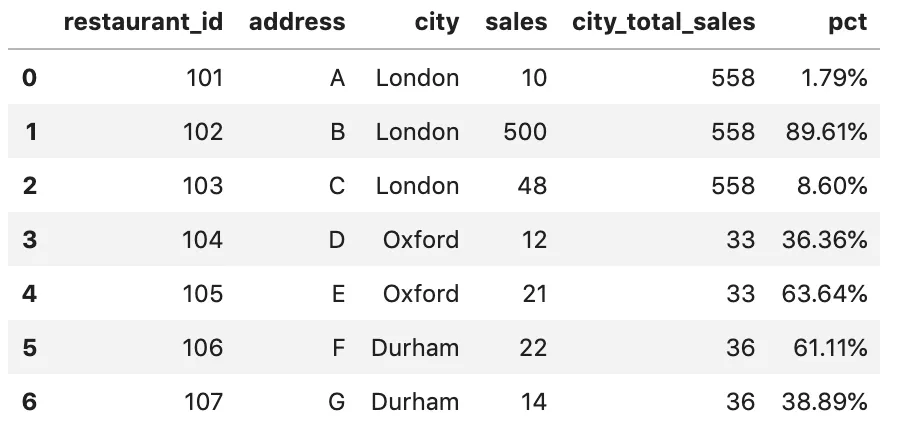 restaurant_id address city sales city_total_sales pct
0 101 A London 10 558 1.79%
1 102 B London 500 558 89.61%
2 103 C London 48 558 8.60%
3 104 D Oxford 12 33 36.36%
4 105 E Oxford 21 33 63.64%
5 106 F Durham 22 36 61.11%
6 107 G Durham 14 36 38.89%